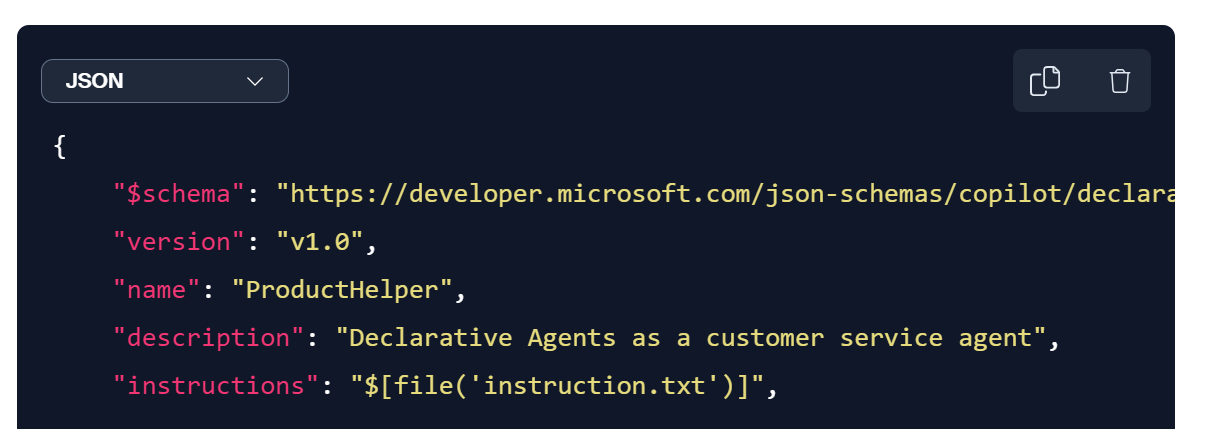 JSON
{
"$schema": "https://developer.microsoft.com/json-schemas/copilot/declara
"version": "v1.0",
"name": "ProductHelper",
"description": "Declarative Agents as a customer service agent",
"instructions": "$[file('instruction.txt')]",